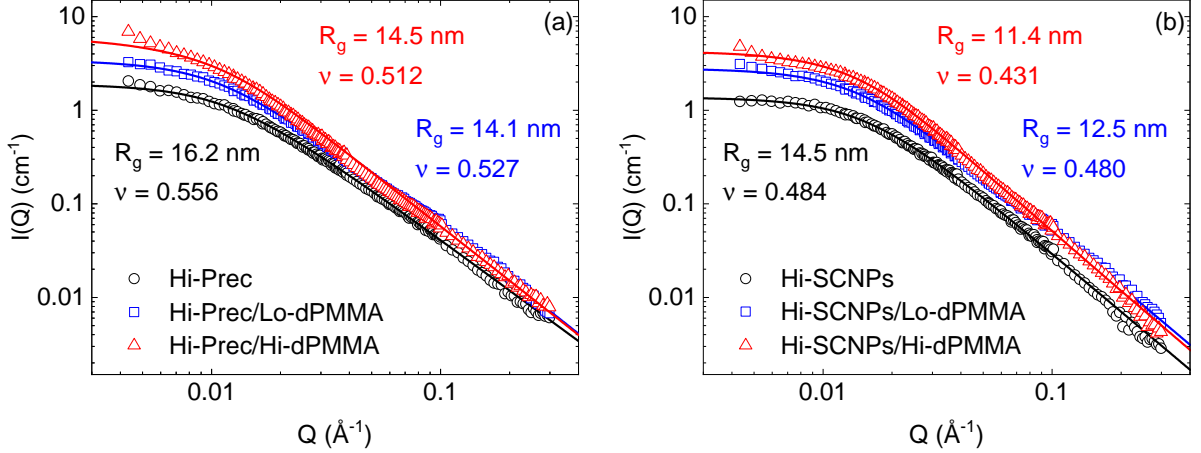 (a)
R_g = 14.5 nm
ν = 0.512
R_g = 14.1 nm
ν = 0.527
R_g = 16.2 nm
ν = 0.556
Hi-Prec
Hi-Prec/Lo-dPMMA
Hi-Prec/Hi-dPMMA
10
1
0.1
0.01
I(Q) (cm⁻¹)
0.01 0.1
Q (Å⁻¹)
(b)
R_g = 11.4 nm
ν = 0.431
R_g = 12.5 nm
ν = 0.480
R_g = 14.5 nm
ν = 0.484
Hi-SCNPs
Hi-SCNPs/Lo-dPMMA
Hi-SCNPs/Hi-dPMMA
10
1
0.1
0.01
I(Q) (cm⁻¹)
0.01 0.1
Q (Å⁻¹)